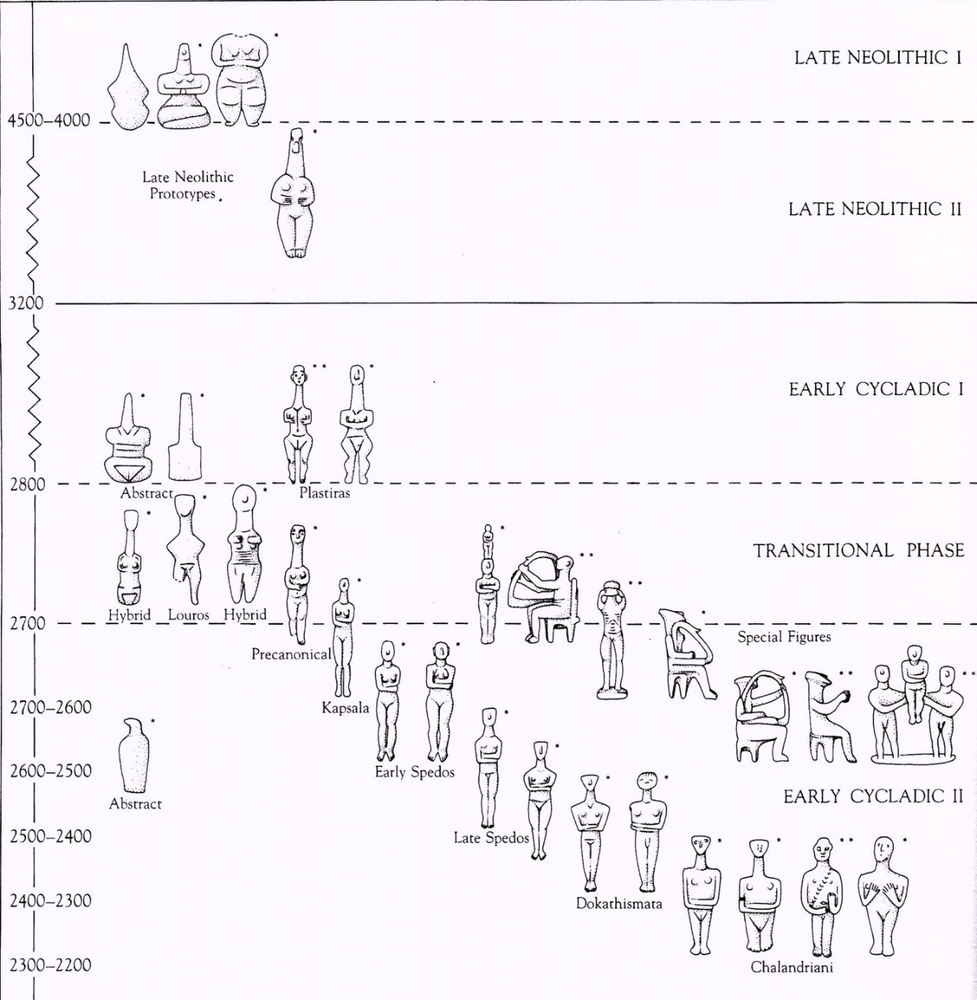 LATE NEOLITHIC I
4500–4000
Late Neolithic
Prototypes.
LATE NEOLITHIC II
3200
EARLY CYCLADIC I
2800
Abstract
Plastiras
TRANSITIONAL PHASE
Hybrid
Louros
Hybrid
2700
Special Figures
Precanonical
2700–2600
Kapsala
2600–2500
Early Spedos
EARLY CYCLADIC II
Abstract
2500–2400
Late Spedos
2400–2300
Dokathismata
2300–2200
Chalandriani